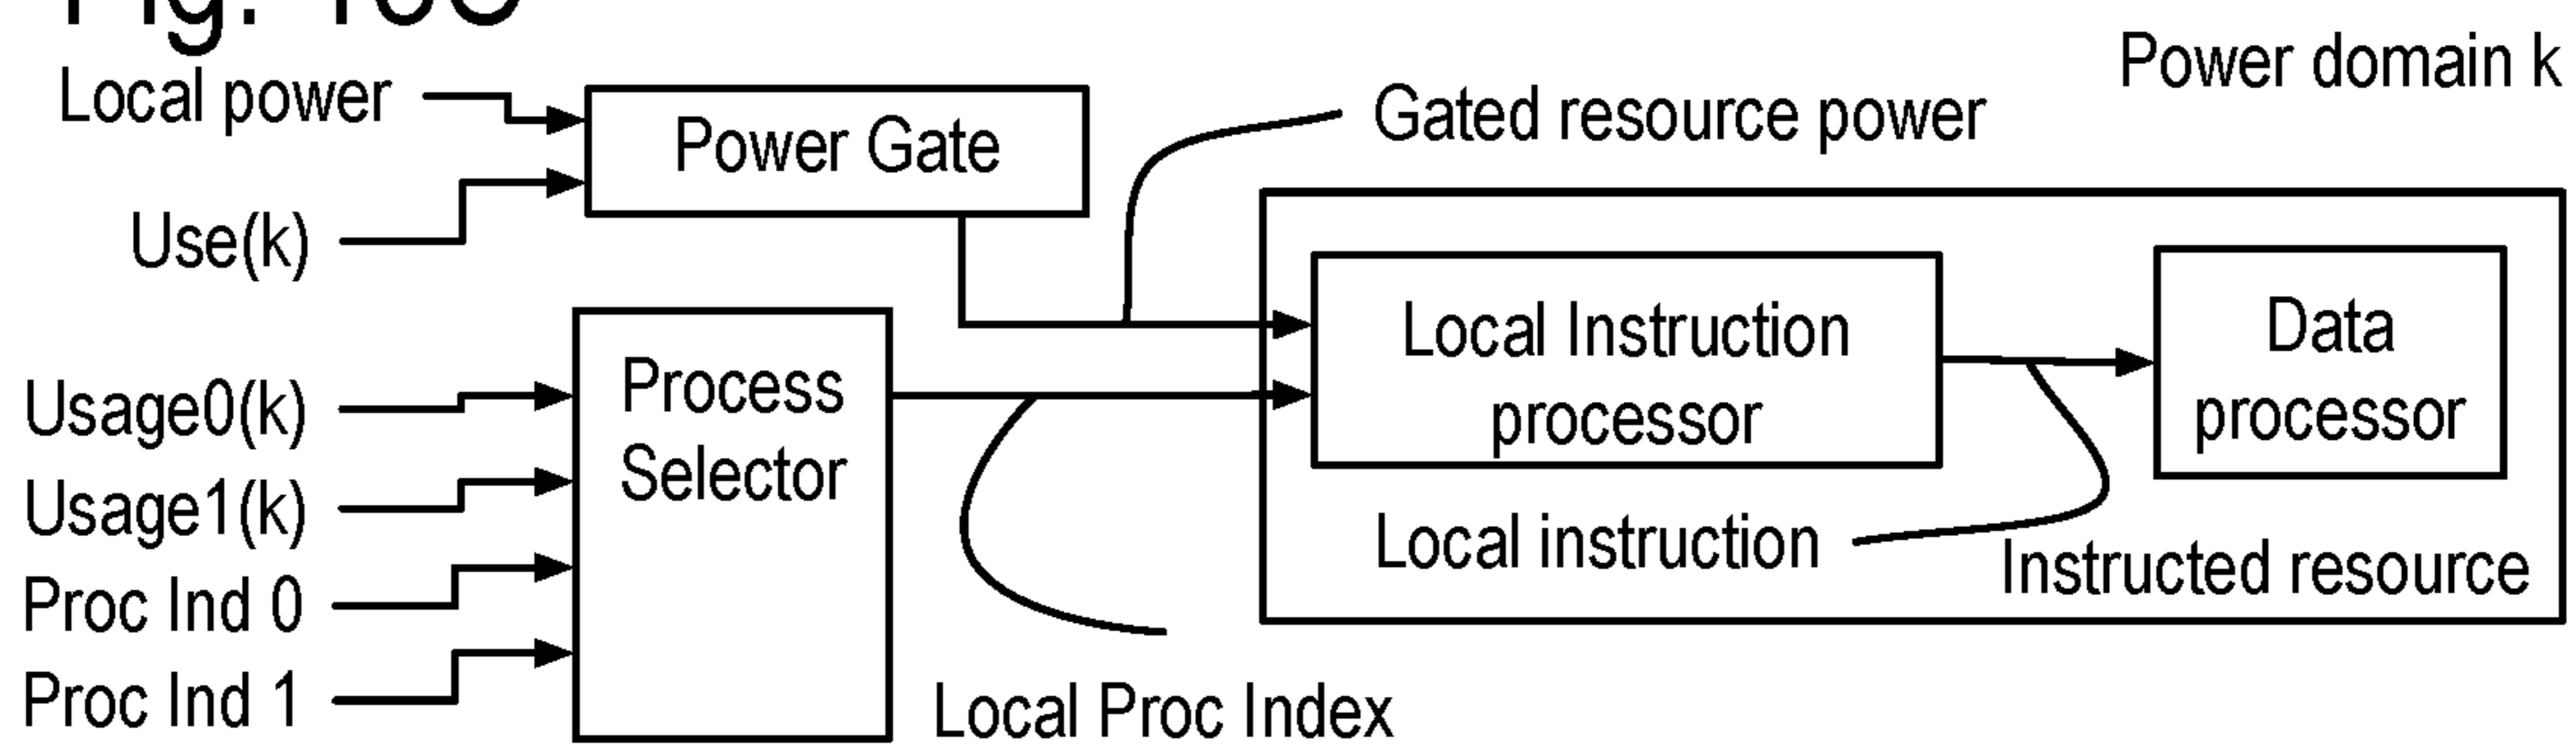 Power domain k
Local power
Power Gate
Gated resource power
Use(k)
Usage0(k)
Usage1(k)
Proc Ind 0
Proc Ind 1
Process
Selector
Local Proc Index
Local Instruction
processor
Data
processor
Local instruction
Instructed resource